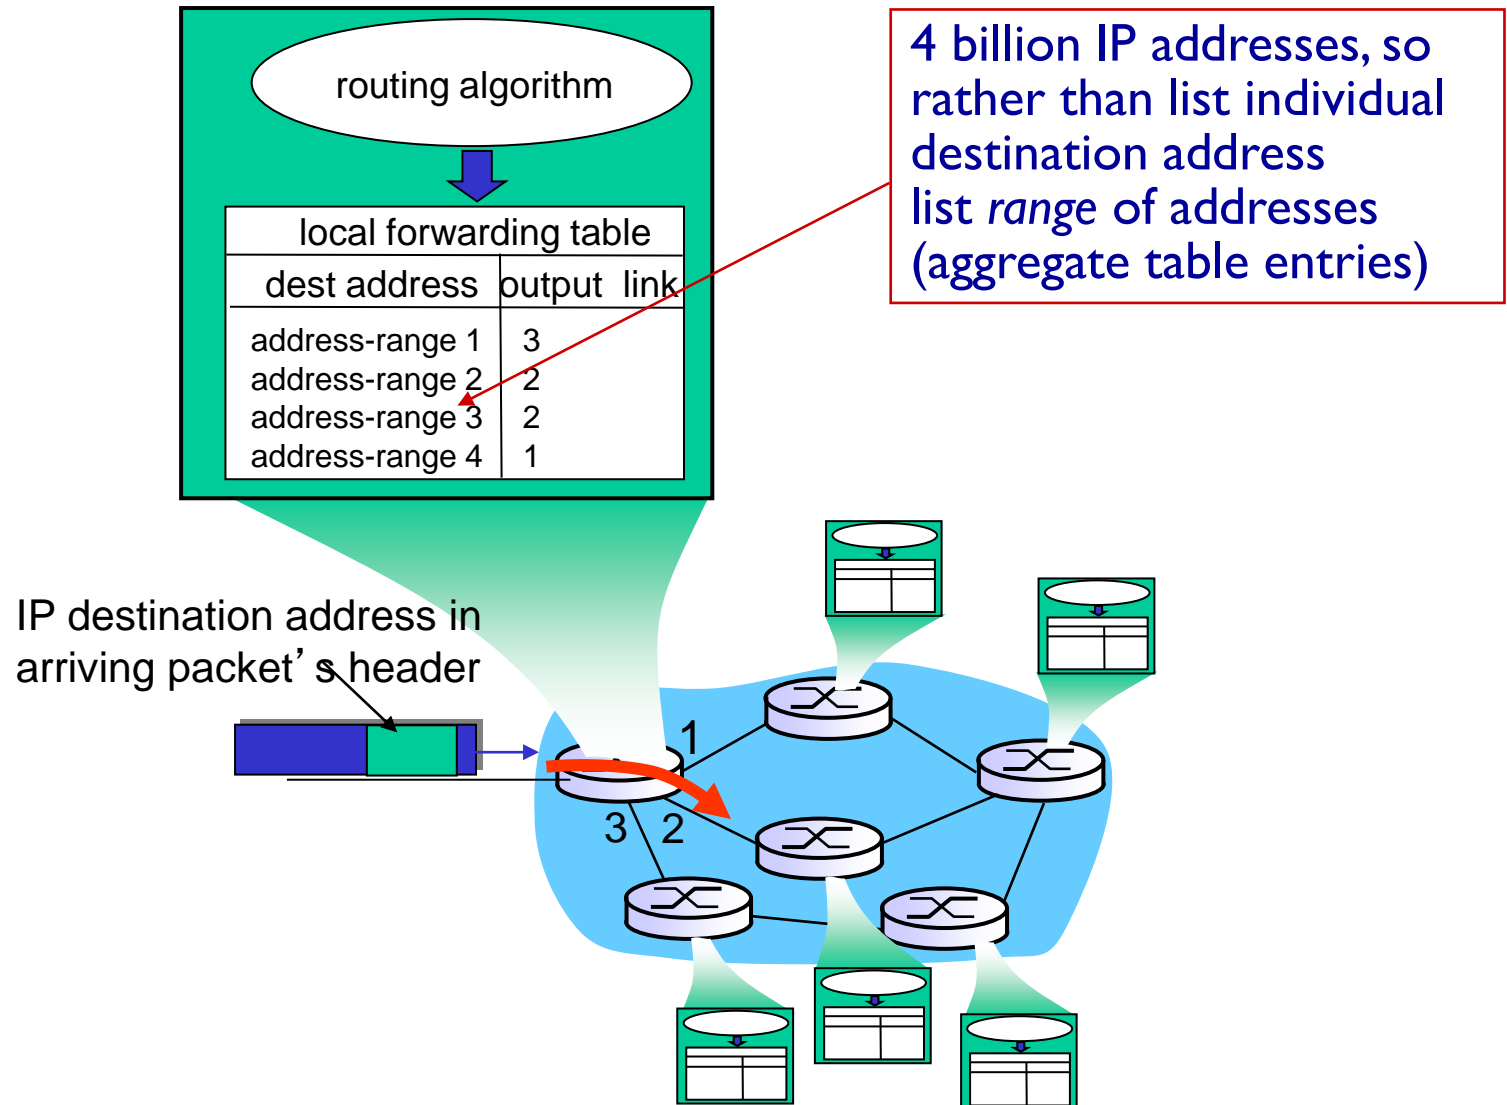 routing algorithm
local forwarding table
dest address output link
address-range 1 3
address-range 2 2
address-range 3 2
address-range 4 1
4 billion IP addresses, so
rather than list individual
destination address
list range of addresses
(aggregate table entries)
IP destination address in
arriving packet’s header
1
3 2